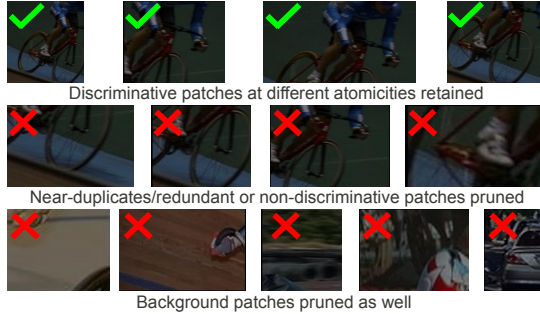 Discriminative patches at different atomicities retained
Near-duplicates/redundant or non-discriminative patches pruned
Background patches pruned as well